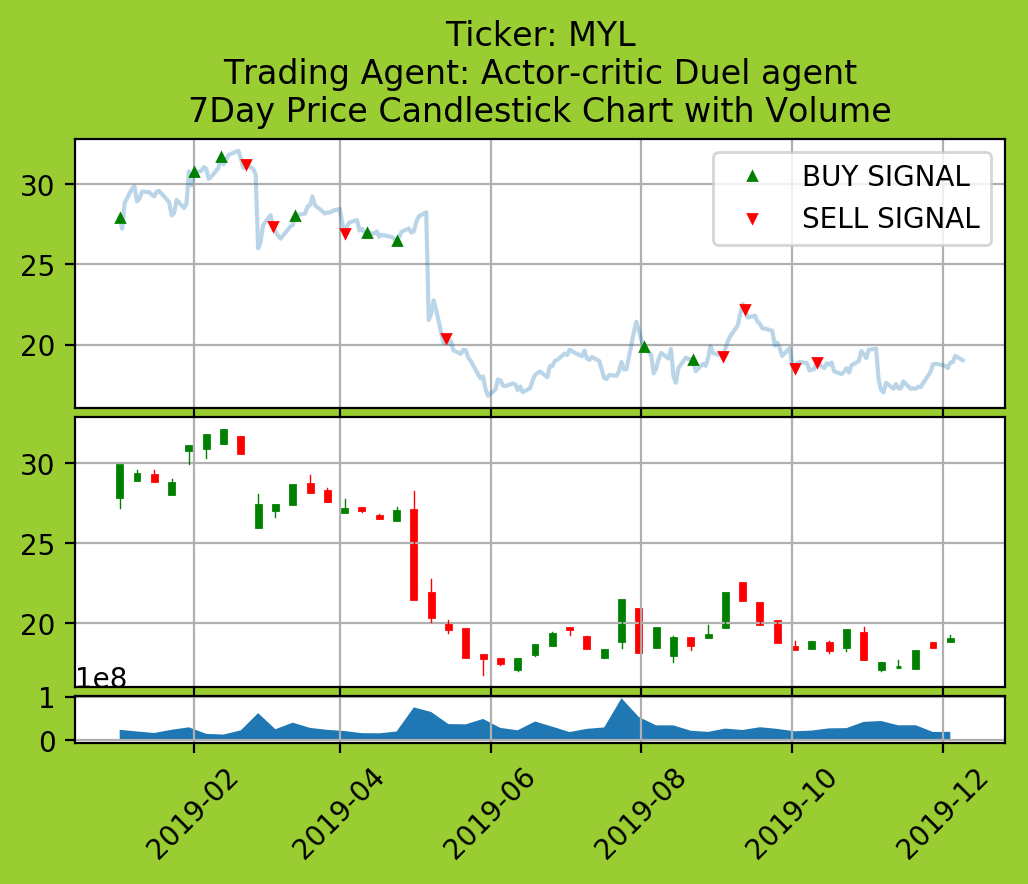 Ticker: MYL
Trading Agent: Actor-critic Duel agent
7Day Price Candlestick Chart with Volume
30
25
20
BUY SIGNAL
SELL SIGNAL
30
25
20
1e8
1
0
2019-02
2019-04
2019-06
2019-08
2019-10
2019-12